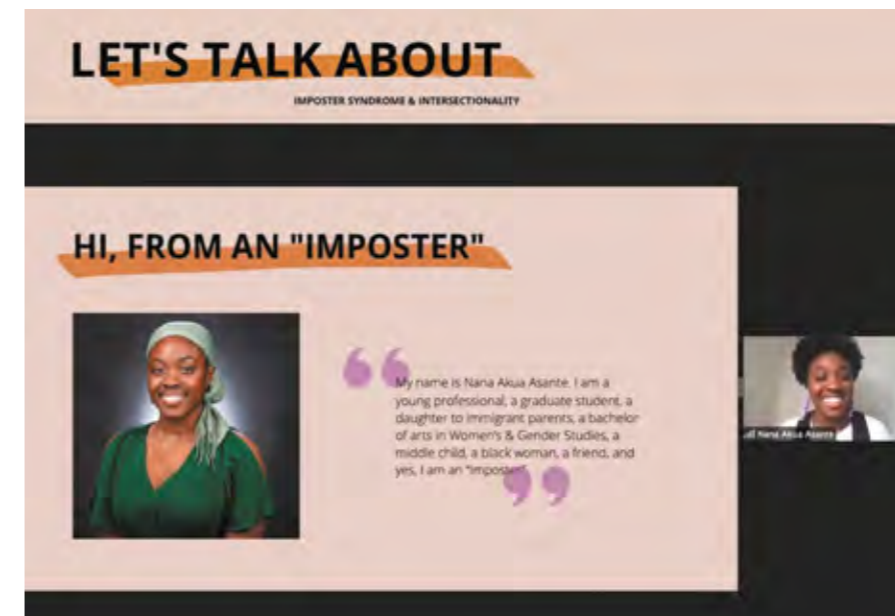 LET'S TALK ABOUT
IMPOSTER SYNDROME & INTERSECTIONALITY
HI, FROM AN "IMPOSTER"
My name is Nana Akua Asante. I am a
young professional, a graduate student, a
daughter to immigrant parents, a bachelor
of arts in Women's & Gender Studies, a
middle child, a black woman, a friend, and
yes, I am an "imposter".
Nana Akua Asante